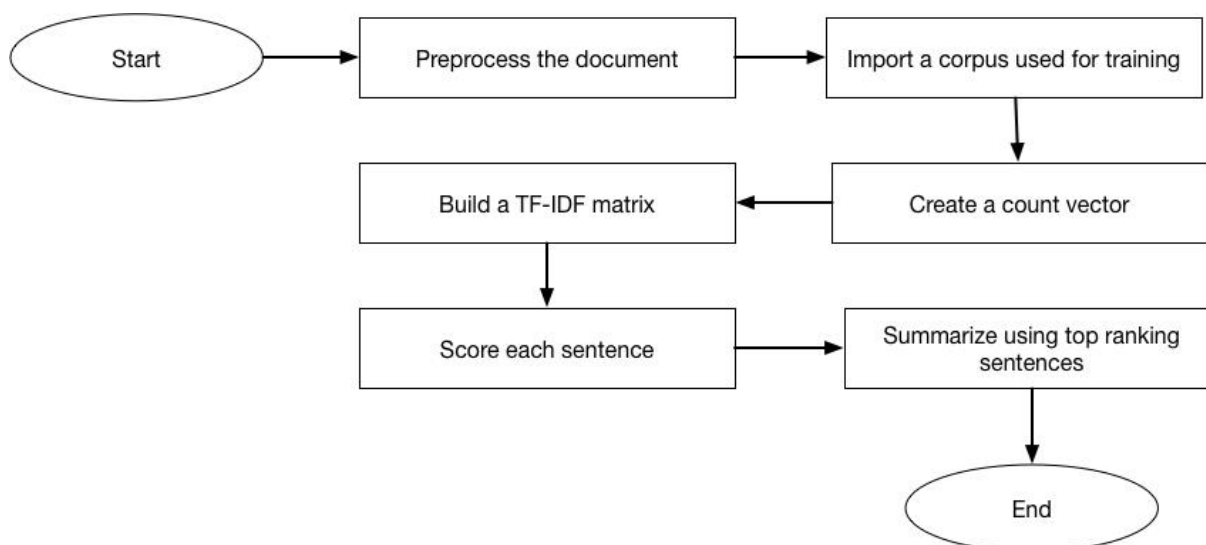 Start
Preprocess the document
Import a corpus used for training
Create a count vector
Build a TF-IDF matrix
Score each sentence
Summarize using top ranking
sentences
End